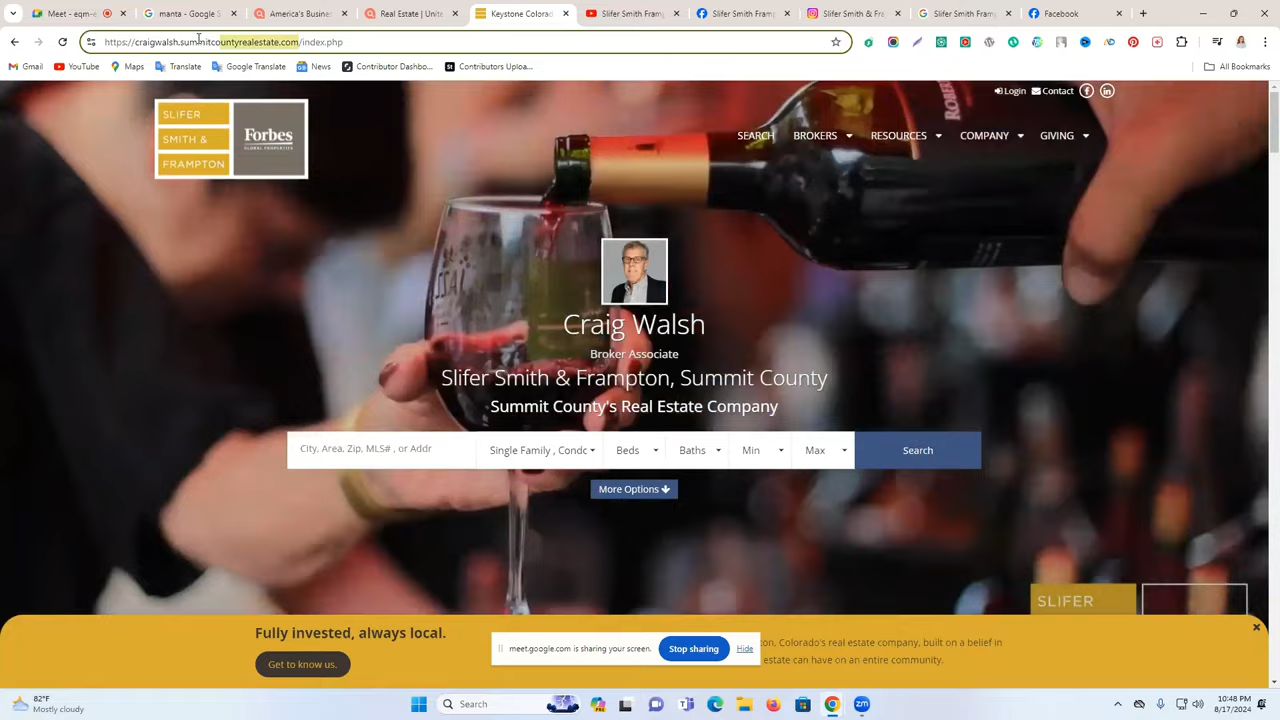 Meet - eqm-e
manta - Googl
America's Busine
Real Estate | Unite
Keystone Colorad
Slifer Smith Framp
Slifer Smith Framp
Slifer Smith & Fra
Slifer Smith Framp
Facebook
https://craigwalsh.summitcountyrealestate.com/index.php
Gmail YouTube Maps Translate Google Translate News Contributor Dashbo... Contributors Uploa... All Bookmarks
Login Contact
SLIFER
SMITH &
FRAMPTON
Forbes
GLOBAL PROPERTIES
SEARCH BROKERS RESOURCES COMPANY GIVING
Craig Walsh
Broker Associate
Slifer Smith & Frampton, Summit County
Summit County's Real Estate Company
City, Area, Zip, MLS# , or Addr Single Family , Condc Beds Baths Min Max Search
More Options
SLIFER
Fully invested, always local.
Get to know us.
ton, Colorado's real estate company, built on a belief in
estate can have on an entire community.
meet.google.com is sharing your screen. Stop sharing Hide
82°F
Mostly cloudy
Search
10:48 PM
8/17/2024